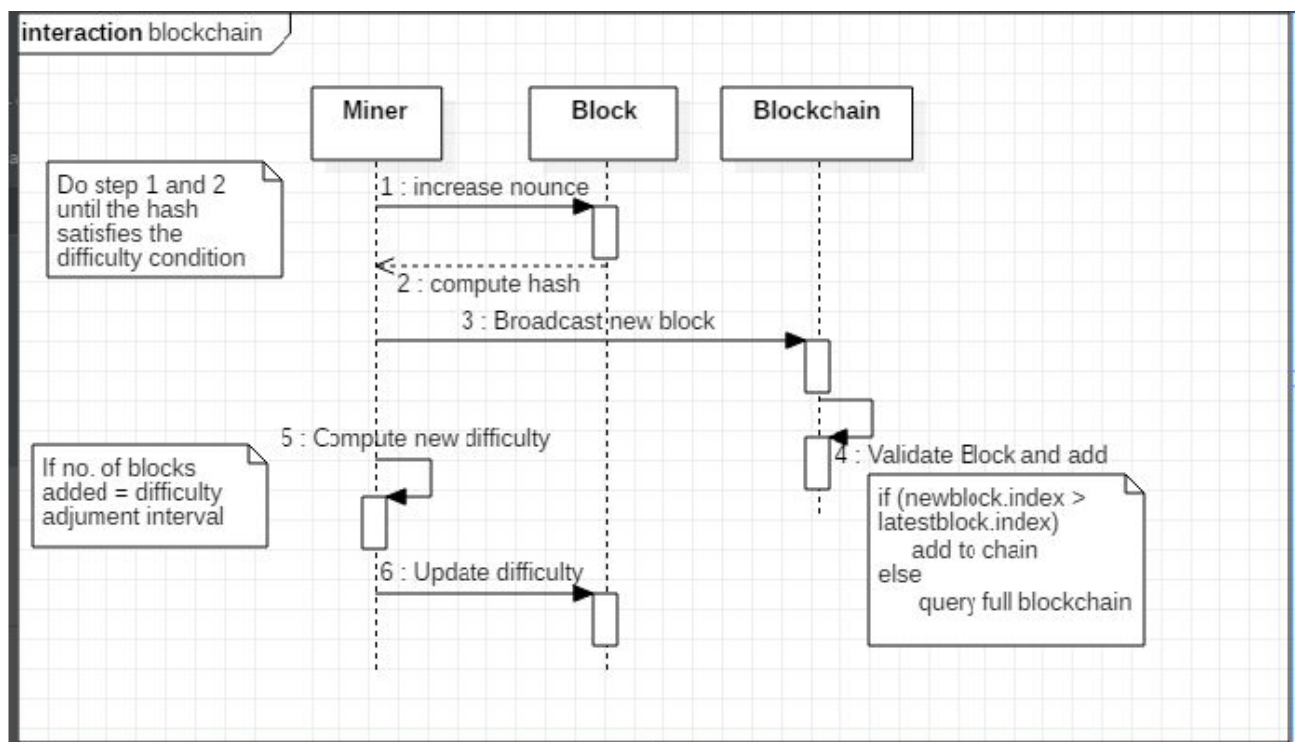 interaction blockchain
Miner
Block
Blockchain
Do step 1 and 2
until the hash
satisfies the
difficulty condition
1 : increase nounce
2 : compute hash
3 : Broadcast new block
4 : Validate Block and add
5 : Compute new difficulty
If no. of blocks
added = difficulty
adjument interval
if (newblock.index >
latestblock.index)
add to chain
else
query full blockchain
6 : Update difficulty